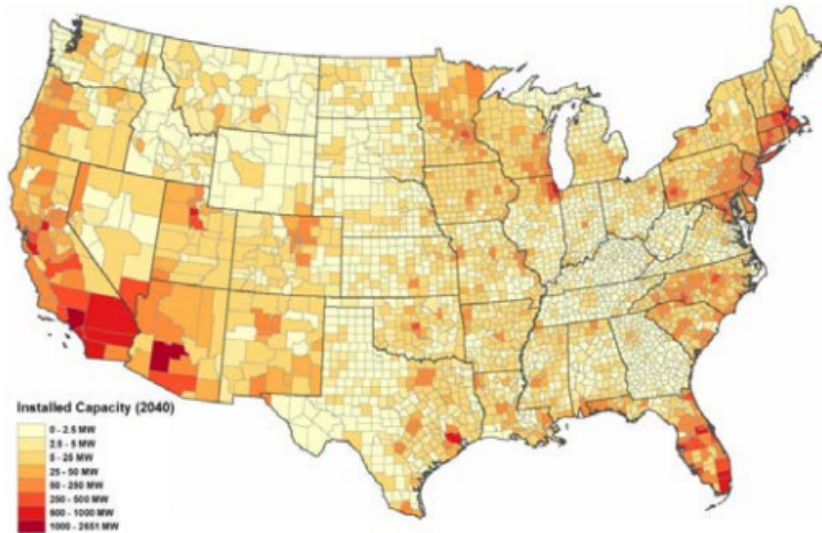 Installed Capacity (2040)
0 - 2.5 MW
2.5 - 5 MW
5 - 25 MW
25 - 50 MW
50 - 250 MW
250 - 500 MW
500 - 1000 MW
1000 - 2651 MW